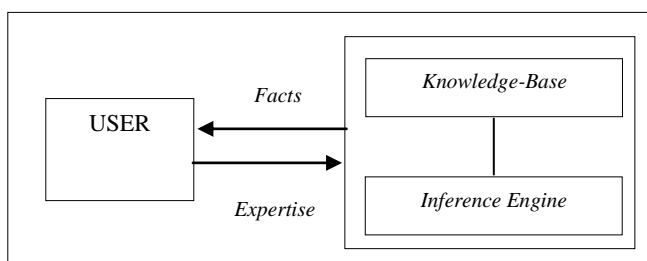 Knowledge-Base
Facts
USER
Inference Engine
Expertise